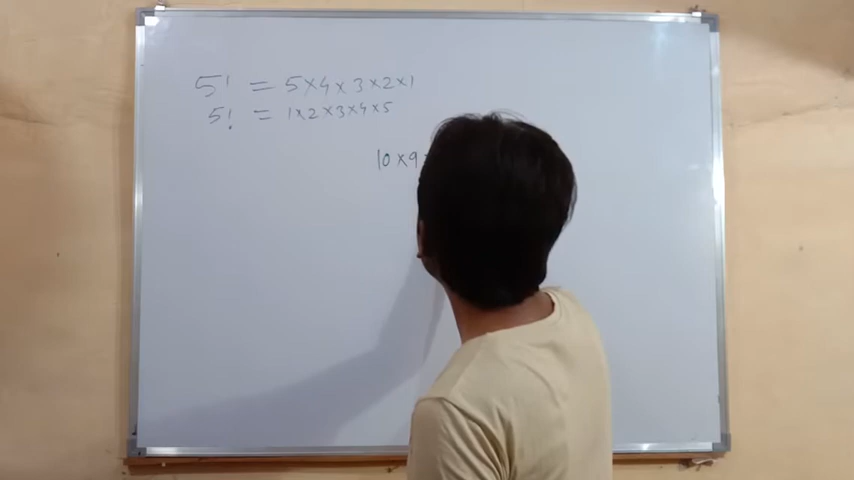 5! = 5×4×3×2×1
5! = 1×2×3×4×5
10×9